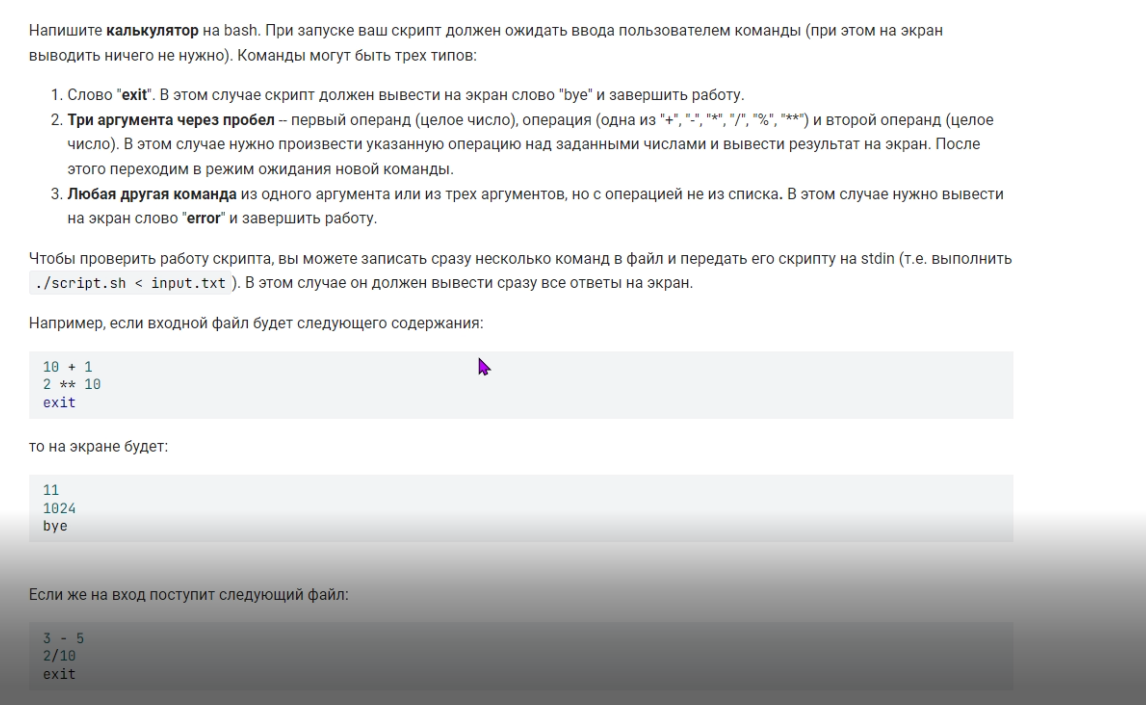 Напишите калькулятор на bash. При запуске ваш скрипт должен ожидать ввода пользователем команды (при этом на экран
выводить ничего не нужно). Команды могут быть трех типов:
1. Слово "exit". В этом случае скрипт должен вывести на экран слово "bye" и завершить работу.
2. Три аргумента через пробел – первый операнд (целое число), операция (одна из "+", "-", "*", "/", "%", "**") и второй операнд (целое
число). В этом случае нужно произвести указанную операцию над заданными числами и вывести результат на экран. После
этого переходим в режим ожидания новой команды.
3. Любая другая команда из одного аргумента или из трех аргументов, но с операцией не из списка. В этом случае нужно вывести
на экран слово "error" и завершить работу.
Чтобы проверить работу скрипта, вы можете записать сразу несколько команд в файл и передать его скрипту на stdin (т.е. выполнить
./script.sh < input.txt ). В этом случае он должен вывести сразу все ответы на экран.
Например, если входной файл будет следующего содержания:
10 + 1
2 ** 10
exit
то на экране будет:
11
1024
bye
Если же на вход поступит следующий файл:
3 - 5
2/10
exit